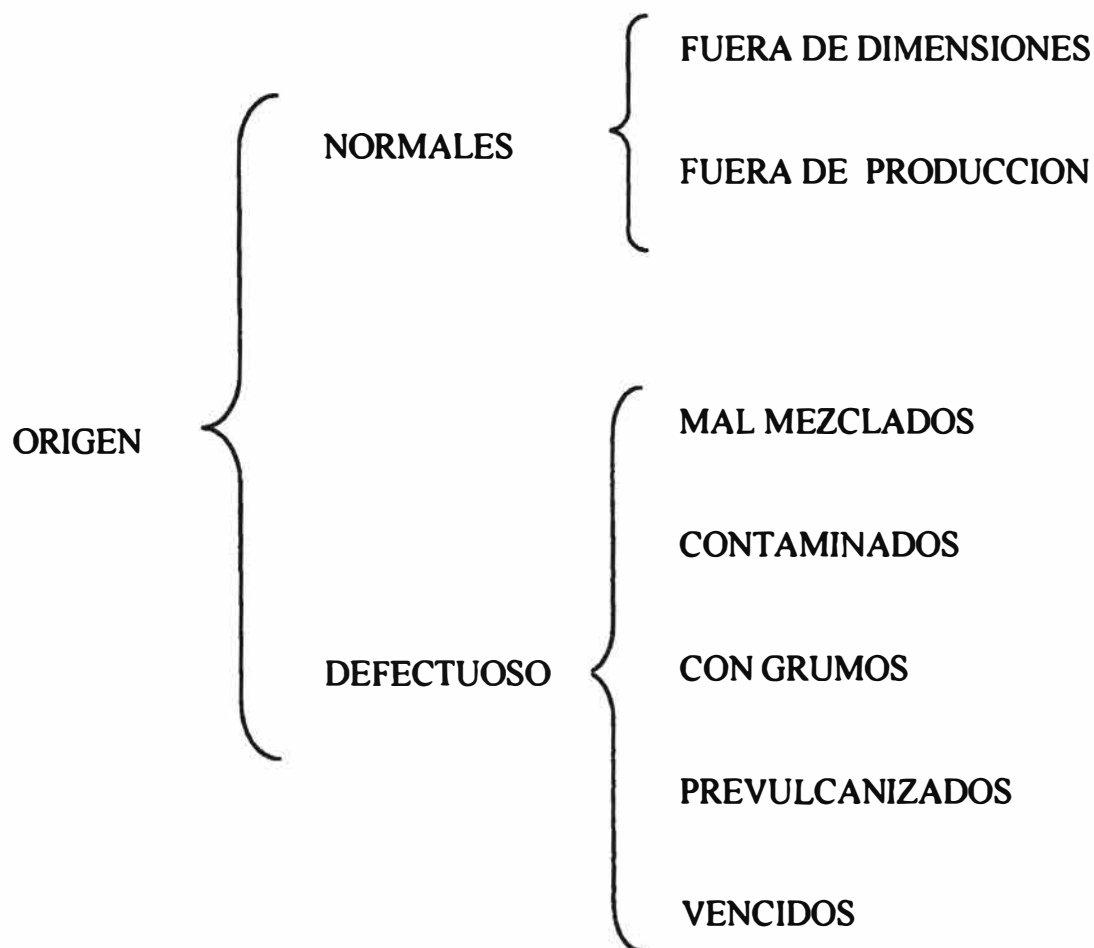 FUERA DE DIMENSIONES
NORMALES
FUERA DE PRODUCCION
ORIGEN
MAL MEZCLADOS
CONTAMINADOS
DEFECTUOSO
CON GRUMOS
PREVULCANIZADOS
VENCIDOS